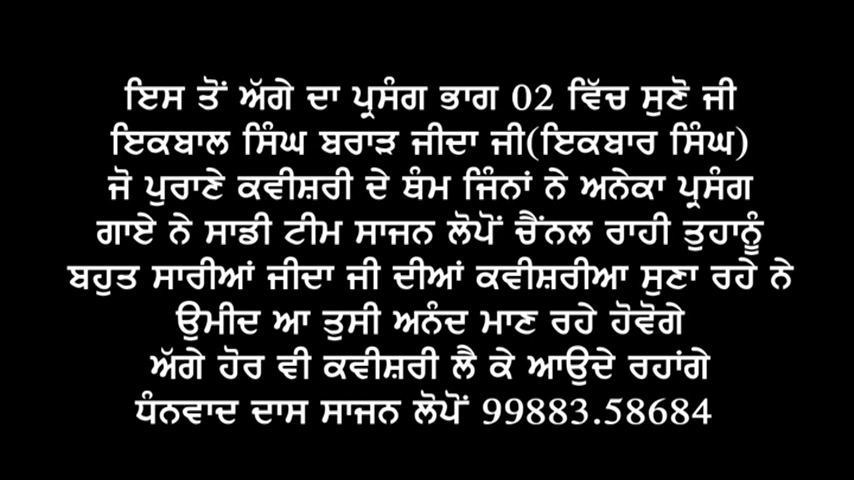 ਇਸ ਤੋਂ ਅੱਗੇ ਦਾ ਪ੍ਰਸੰਗ ਭਾਗ 02 ਵਿੱਚ ਸੁਣੋ ਜੀ
ਇਕਬਾਲ ਸਿੰਘ ਬਰਾੜ ਜੀਦਾ ਜੀ(ਇਕਬਾਰ ਸਿੰਘ)
ਜੋ ਪੁਰਾਣੇ ਕਵੀਸ਼ਰੀ ਦੇ ਥੰਮ ਜਿੰਨਾਂ ਨੇ ਅਨੇਕਾ ਪ੍ਰਸੰਗ
ਗਾਏ ਨੇ ਸਾਡੀ ਟੀਮ ਸਾਜਨ ਲੋਪੋਂ ਚੈਂਨਲ ਰਾਹੀ ਤੁਹਾਨੂੰ
ਬਹੁਤ ਸਾਰੀਆਂ ਜੀਦਾ ਜੀ ਦੀਆਂ ਕਵੀਸ਼ਰੀਆ ਸੁਣਾ ਰਹੇ ਨੇ
ਉਮੀਦ ਆ ਤੁਸੀ ਅਨੰਦ ਮਾਣ ਰਹੇ ਹੋਵੋਗੇ
ਅੱਗੇ ਹੋਰ ਵੀ ਕਵੀਸ਼ਰੀ ਲੈ ਕੇ ਆਉਦੇ ਰਹਾਂਗੇ
ਧੰਨਵਾਦ ਦਾਸ ਸਾਜਨ ਲੋਪੋਂ 99883.58684